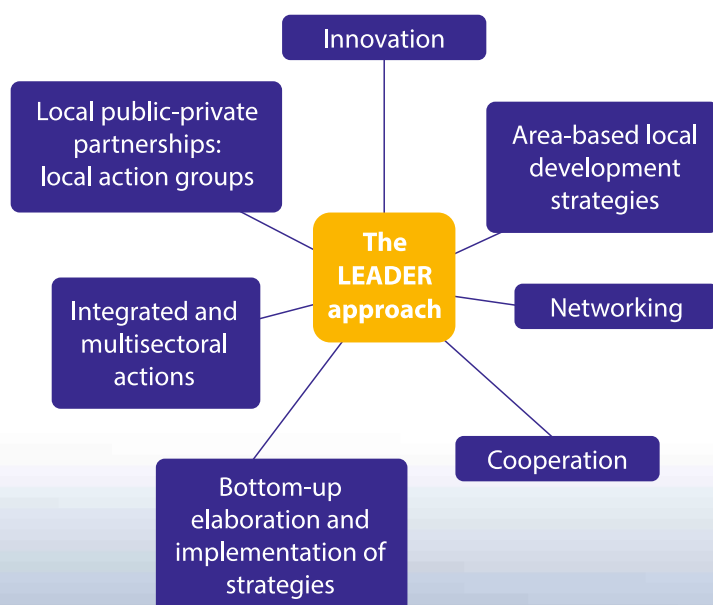 Innovation
Local public-private
partnerships:
local action groups
Area-based local
development
strategies
The
LEADER
approach
Integrated and
multisectoral
actions
Networking
Cooperation
Bottom-up
elaboration and
implementation of
strategies